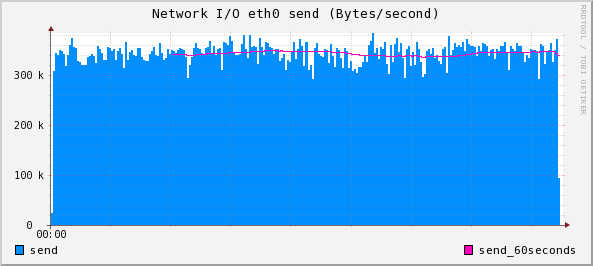 Network I/O eth0 send (Bytes/second)
RRDTOOL / TOBI OETIKER
300 k
200 k
100 k
0
00:00
send
send_60seconds